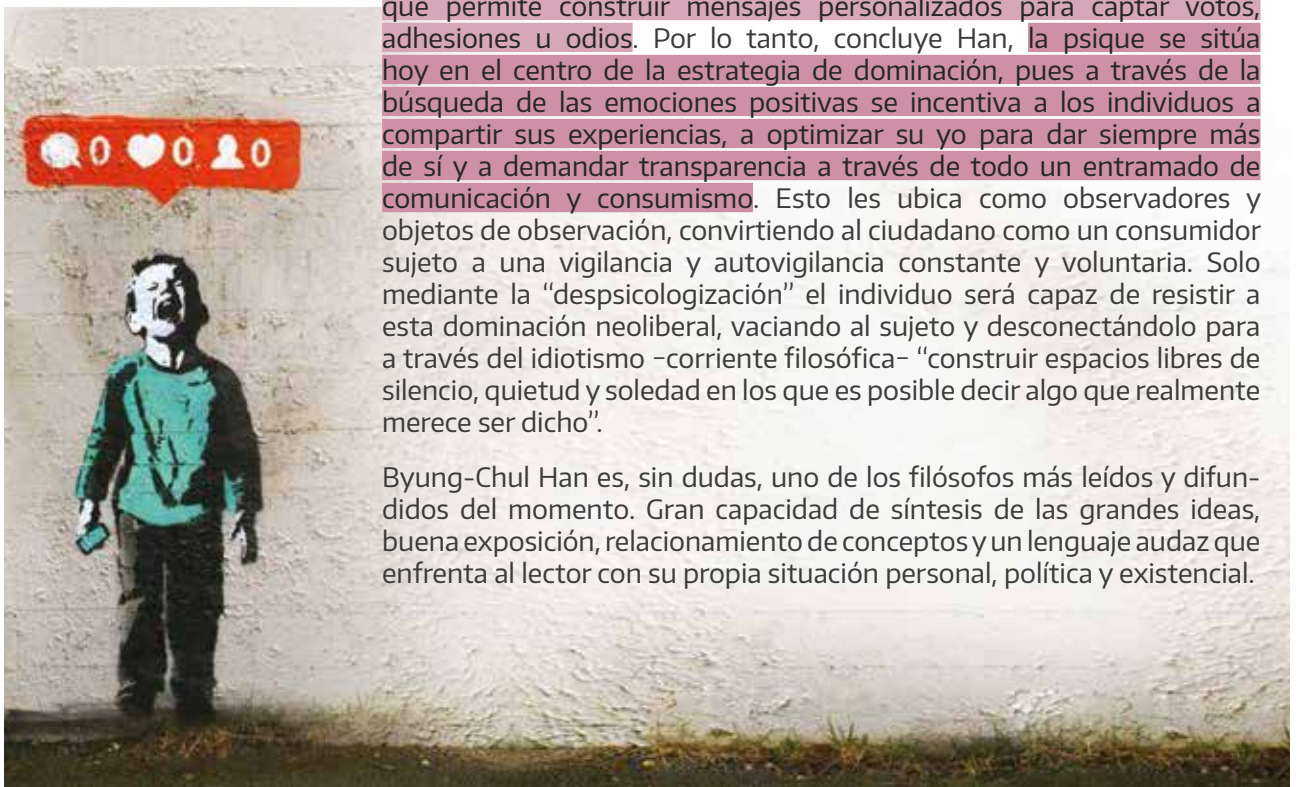 que permite construir mensajes personalizados para captar votos,
adhesiones u odios. Por lo tanto, concluye Han, la psique se sitúa
hoy en el centro de la estrategia de dominación, pues a través de la
búsqueda de las emociones positivas se incentiva a los individuos a
compartir sus experiencias, a optimizar su yo para dar siempre más
de sí y a demandar transparencia a través de todo un entramado de
comunicación y consumismo. Esto les ubica como observadores y
objetos de observación, convirtiendo al ciudadano como un consumidor
sujeto a una vigilancia y autovigilancia constante y voluntaria. Solo
mediante la “despsicologización” el individuo será capaz de resistir a
esta dominación neoliberal, vaciando al sujeto y desconectándolo para
a través del idiotismo –corriente filosófica– “construir espacios libres de
silencio, quietud y soledad en los que es posible decir algo que realmente
merece ser dicho”.
Byung-Chul Han es, sin dudas, uno de los filósofos más leídos y difun-
didos del momento. Gran capacidad de síntesis de las grandes ideas,
buena exposición, relacionamiento de conceptos y un lenguaje audaz que
enfrenta al lector con su propia situación personal, política y existencial.
0 0 0